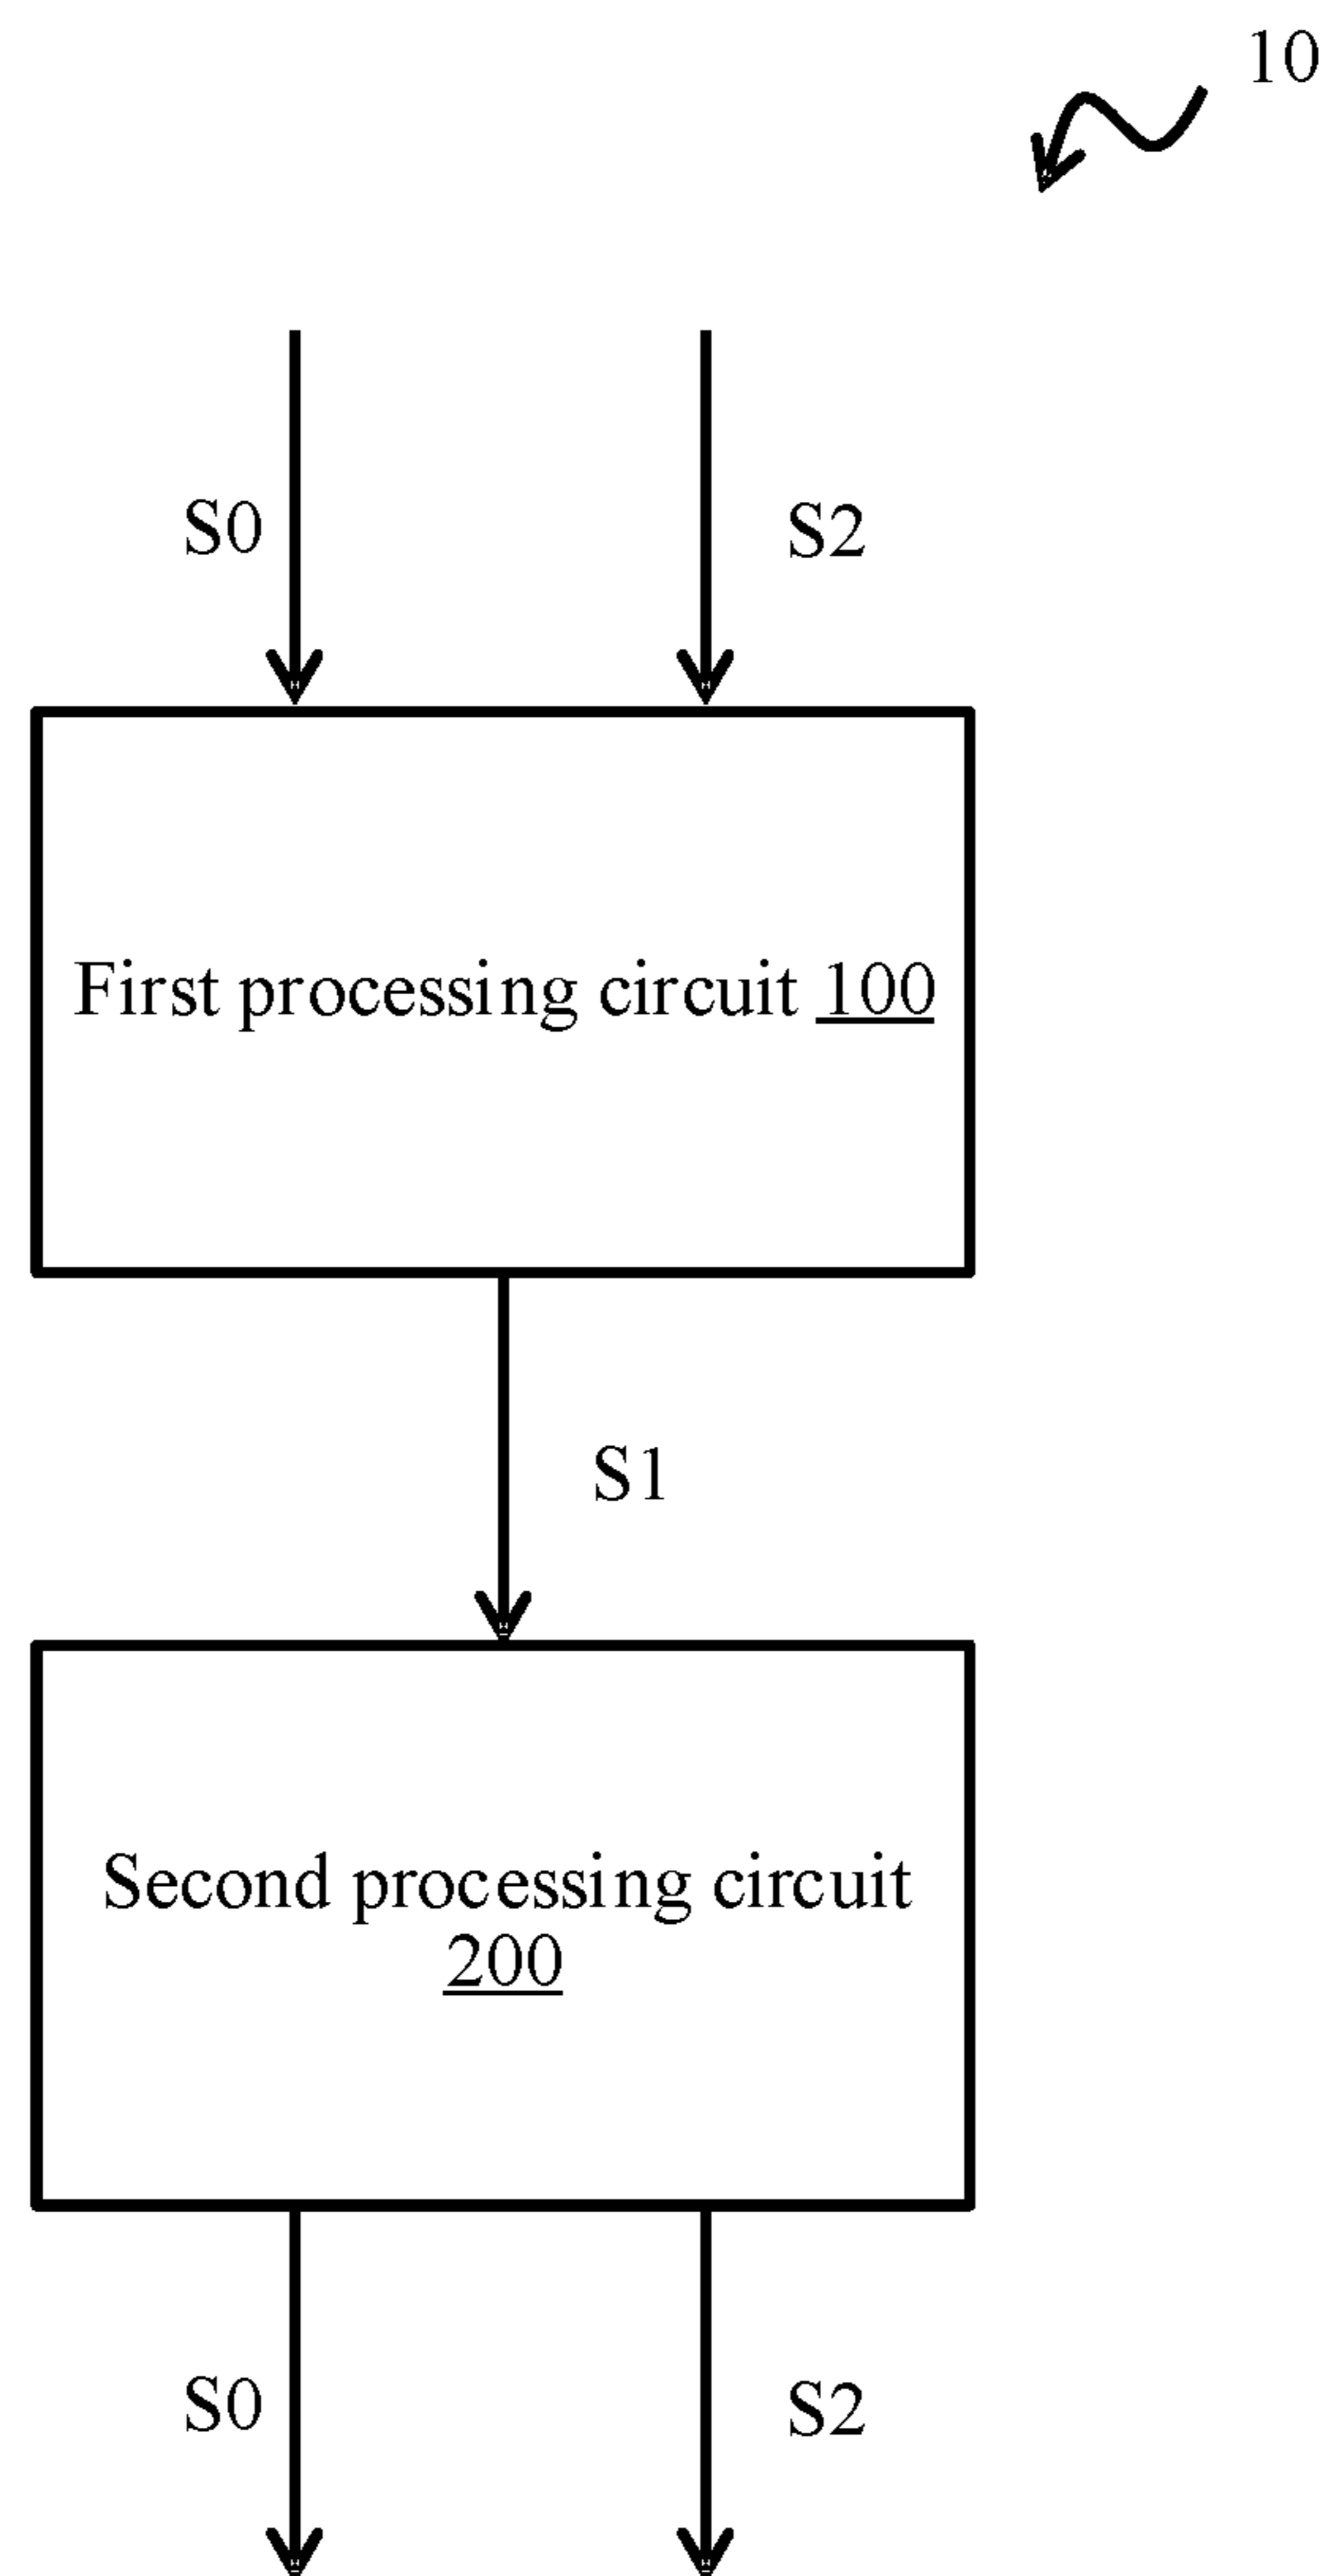 10
S0
S2
First processing circuit 100
S1
Second processing circuit
200
S0
S2